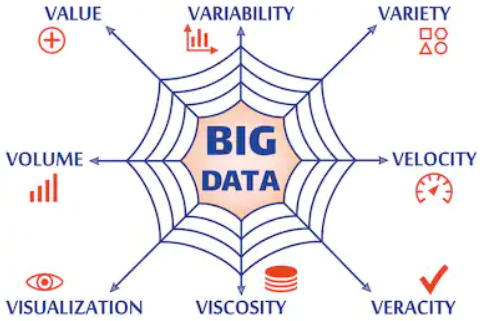 VALUE
VARIABILITY
VARIETY
BIG
DATA
VOLUME
VELOCITY
VISUALIZATION
VISCOSITY
VERACITY